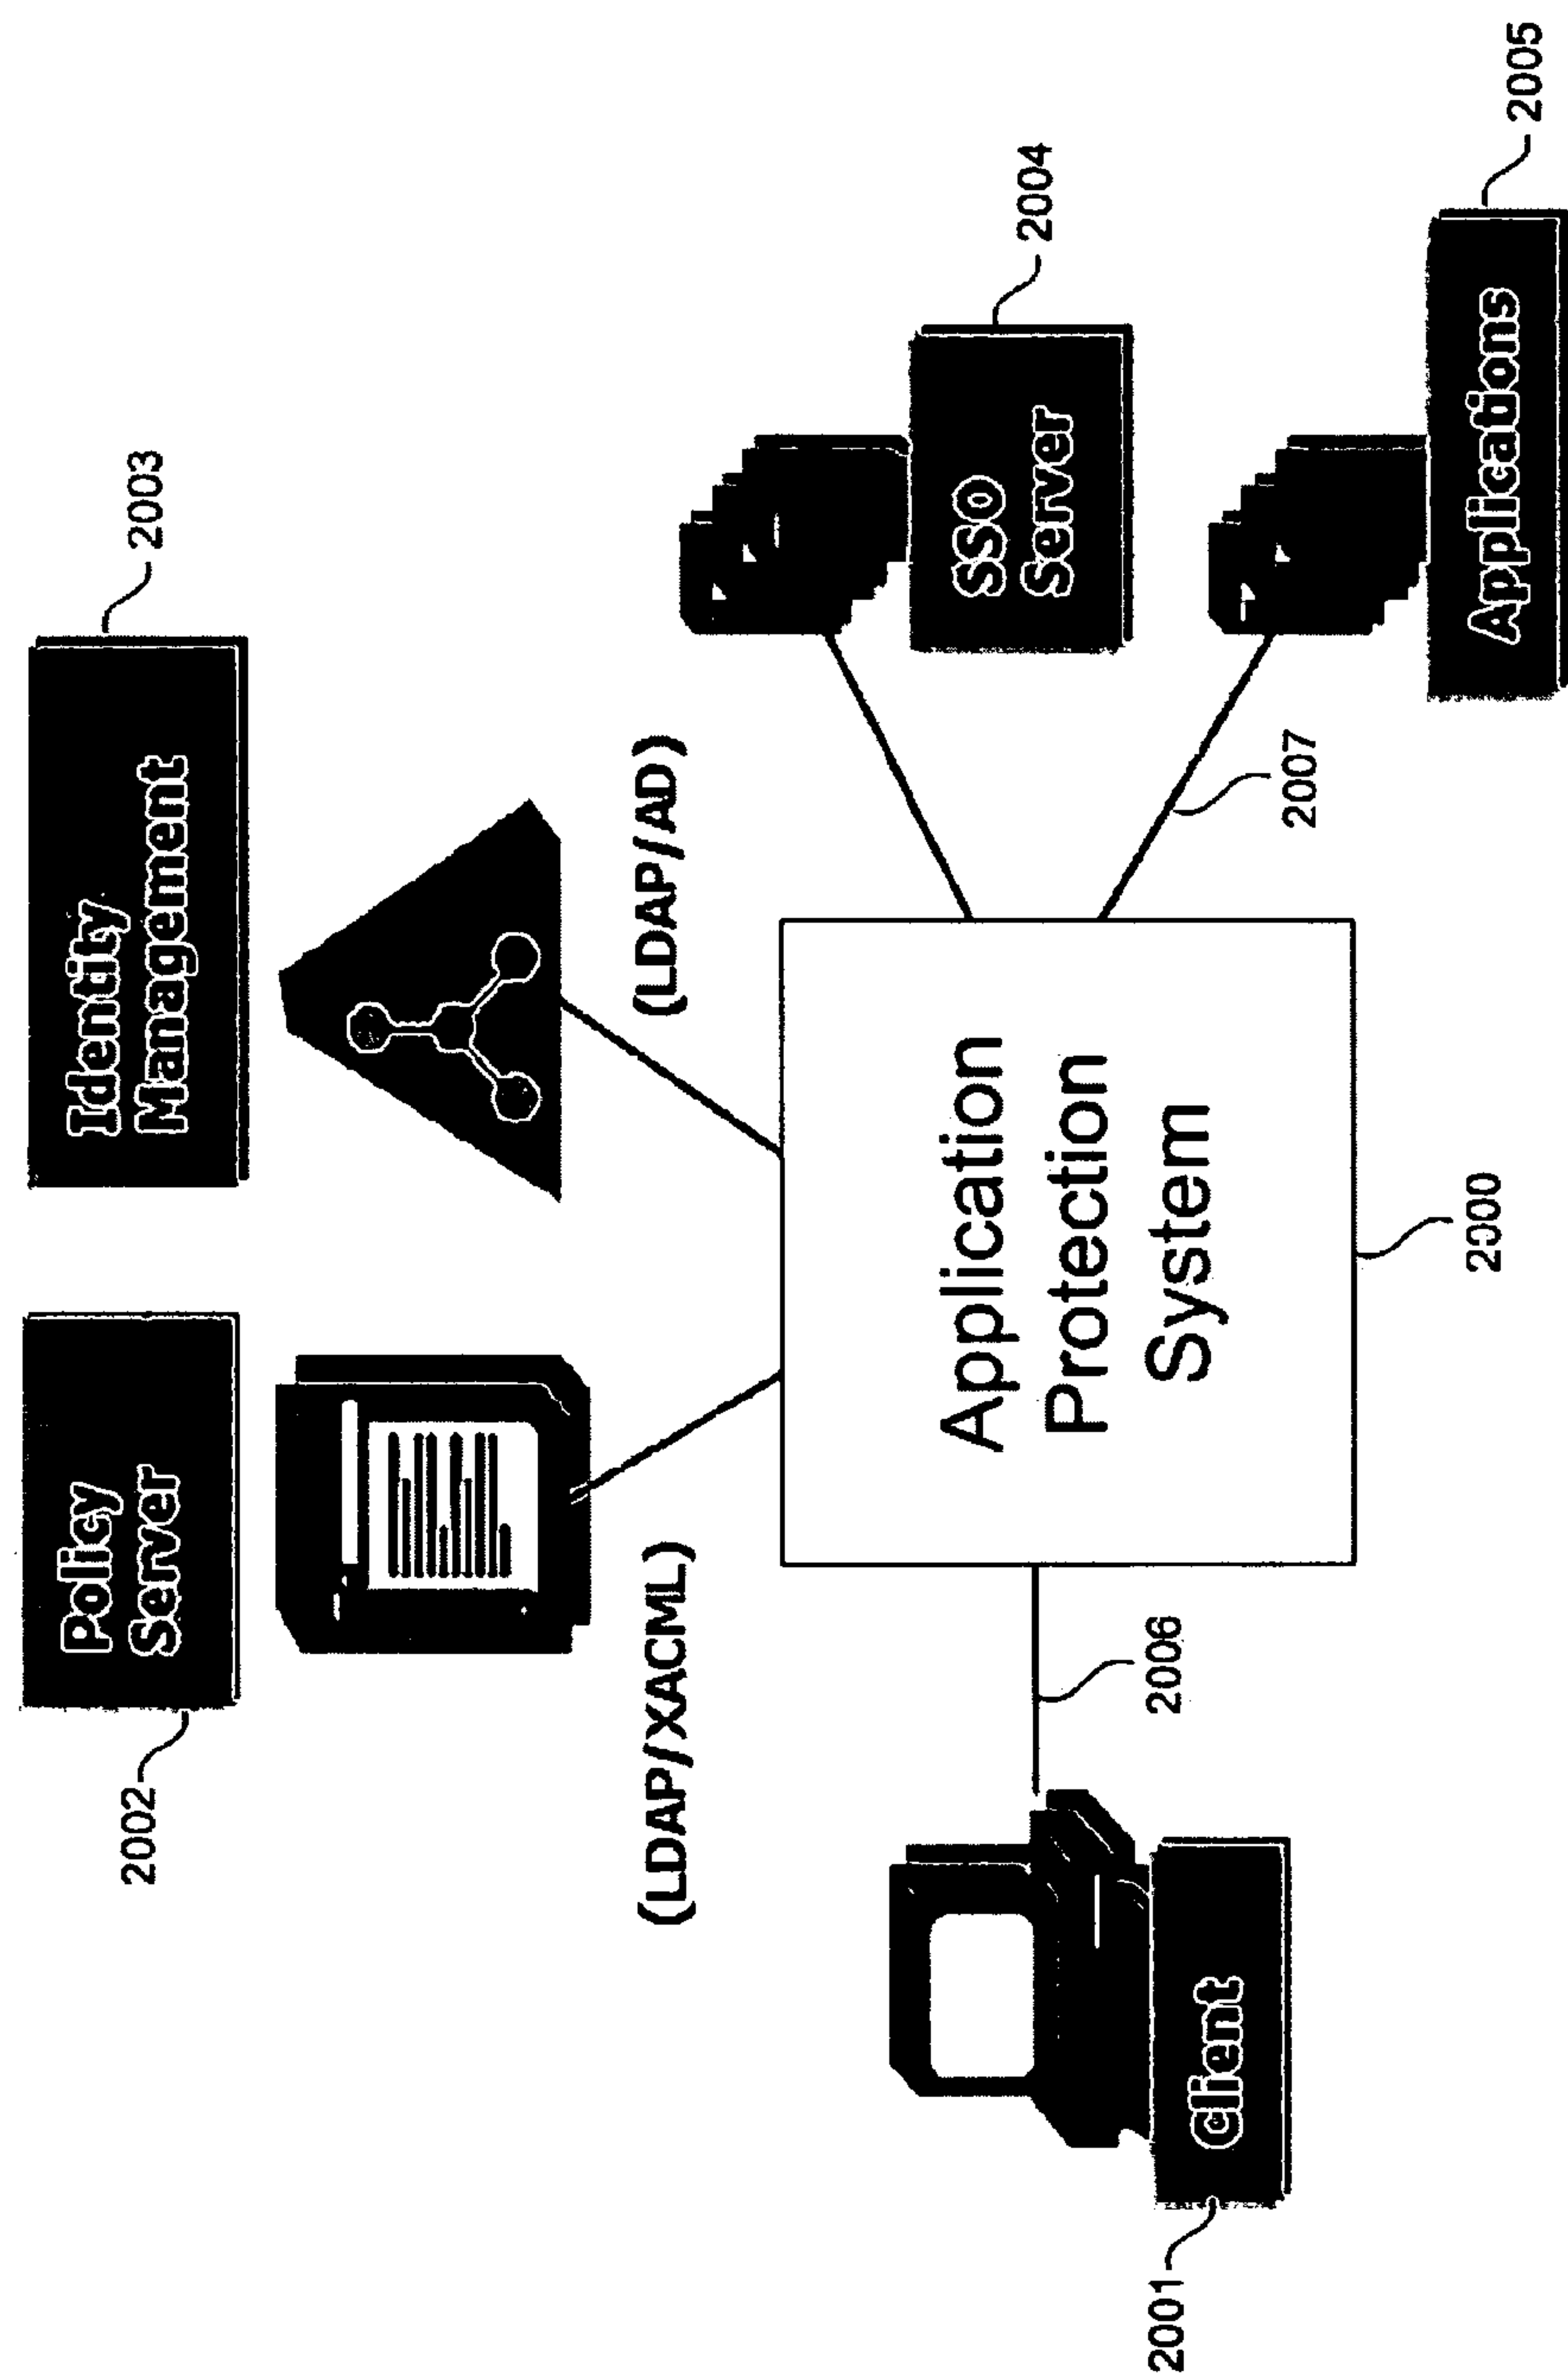 2002
Policy
Server
Identity
Management
2003
(LDAP/XACML)
(LDAP/AD)
2004
SSO
Server
Application
Protection
System
2001
Client
2006
2000
2007
Applications
2005